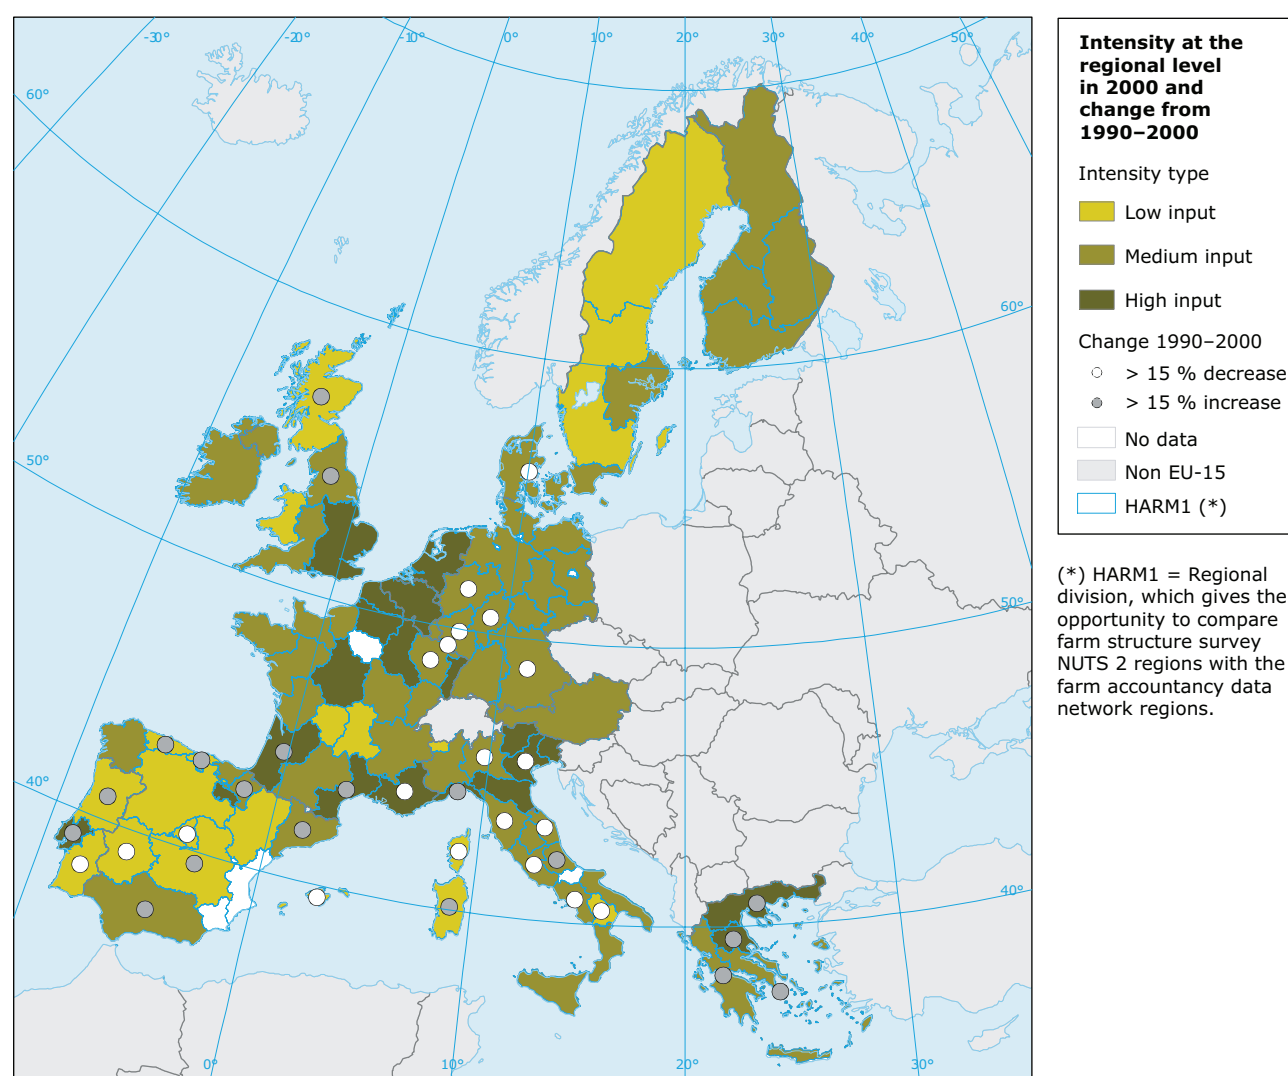 -30°
-20°
-10°
0°
10°
20°
30°
40°
50°
60°
60°
50°
50°
40°
40°
0°
10°
20°
30°
Intensity at the
regional level
in 2000 and
change from
1990–2000
Intensity type
Low input
Medium input
High input
Change 1990–2000
> 15 % decrease
> 15 % increase
No data
Non EU-15
HARM1 (*)
(*) HARM1 = Regional
division, which gives the
opportunity to compare
farm structure survey
NUTS 2 regions with the
farm accountancy data
network regions.